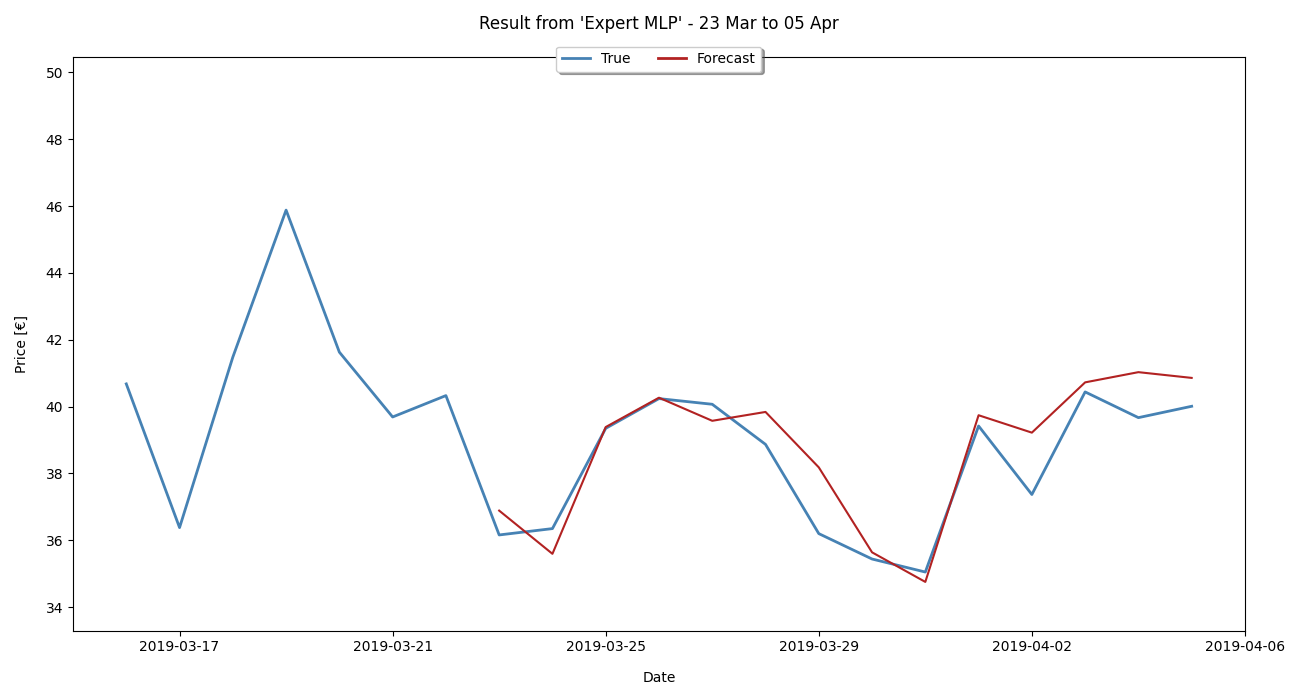 Result from 'Expert MLP' - 23 Mar to 05 Apr
True Forecast
50
48
46
44
42
40
38
36
34
Price [€]
2019-03-17 2019-03-21 2019-03-25 2019-03-29 2019-04-02 2019-04-06
Date